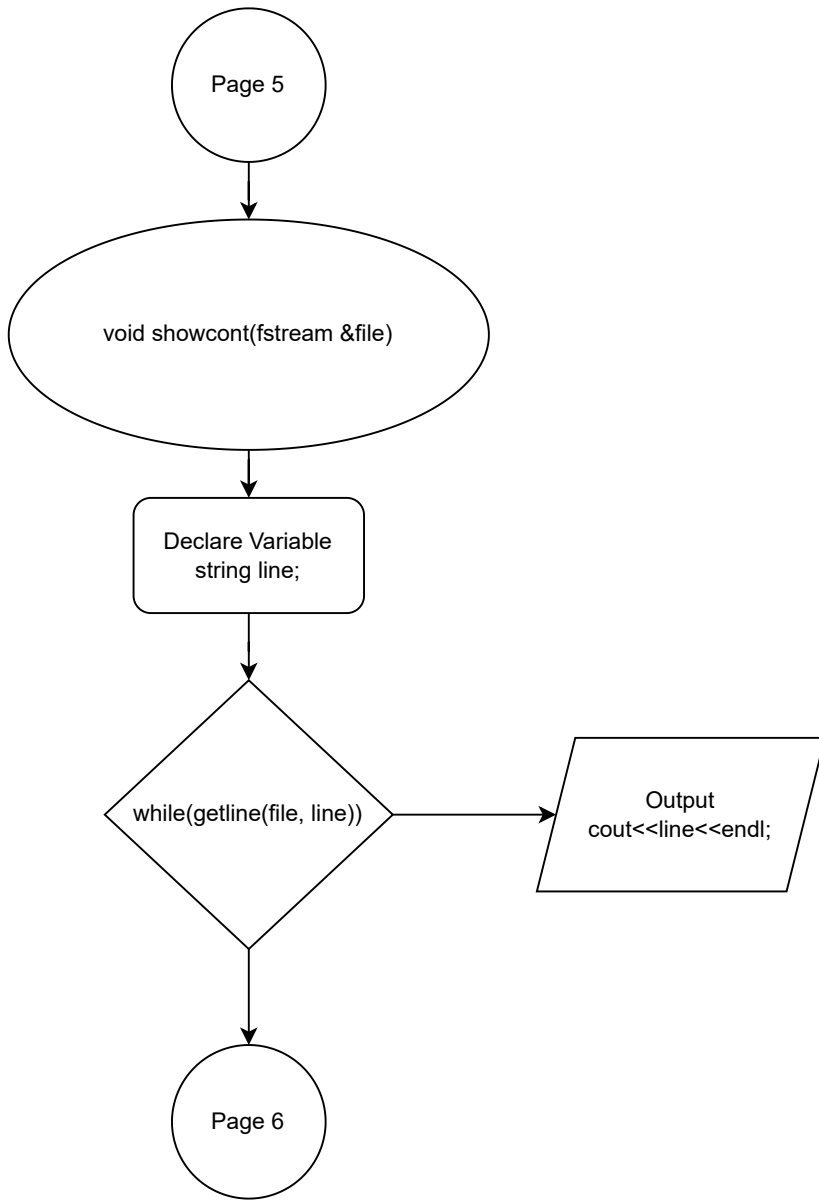 Page 5
void showcont(fstream &file)
Declare Variable
string line;
while(getline(file, line))
Output
cout<<line<<endl;
Page 6